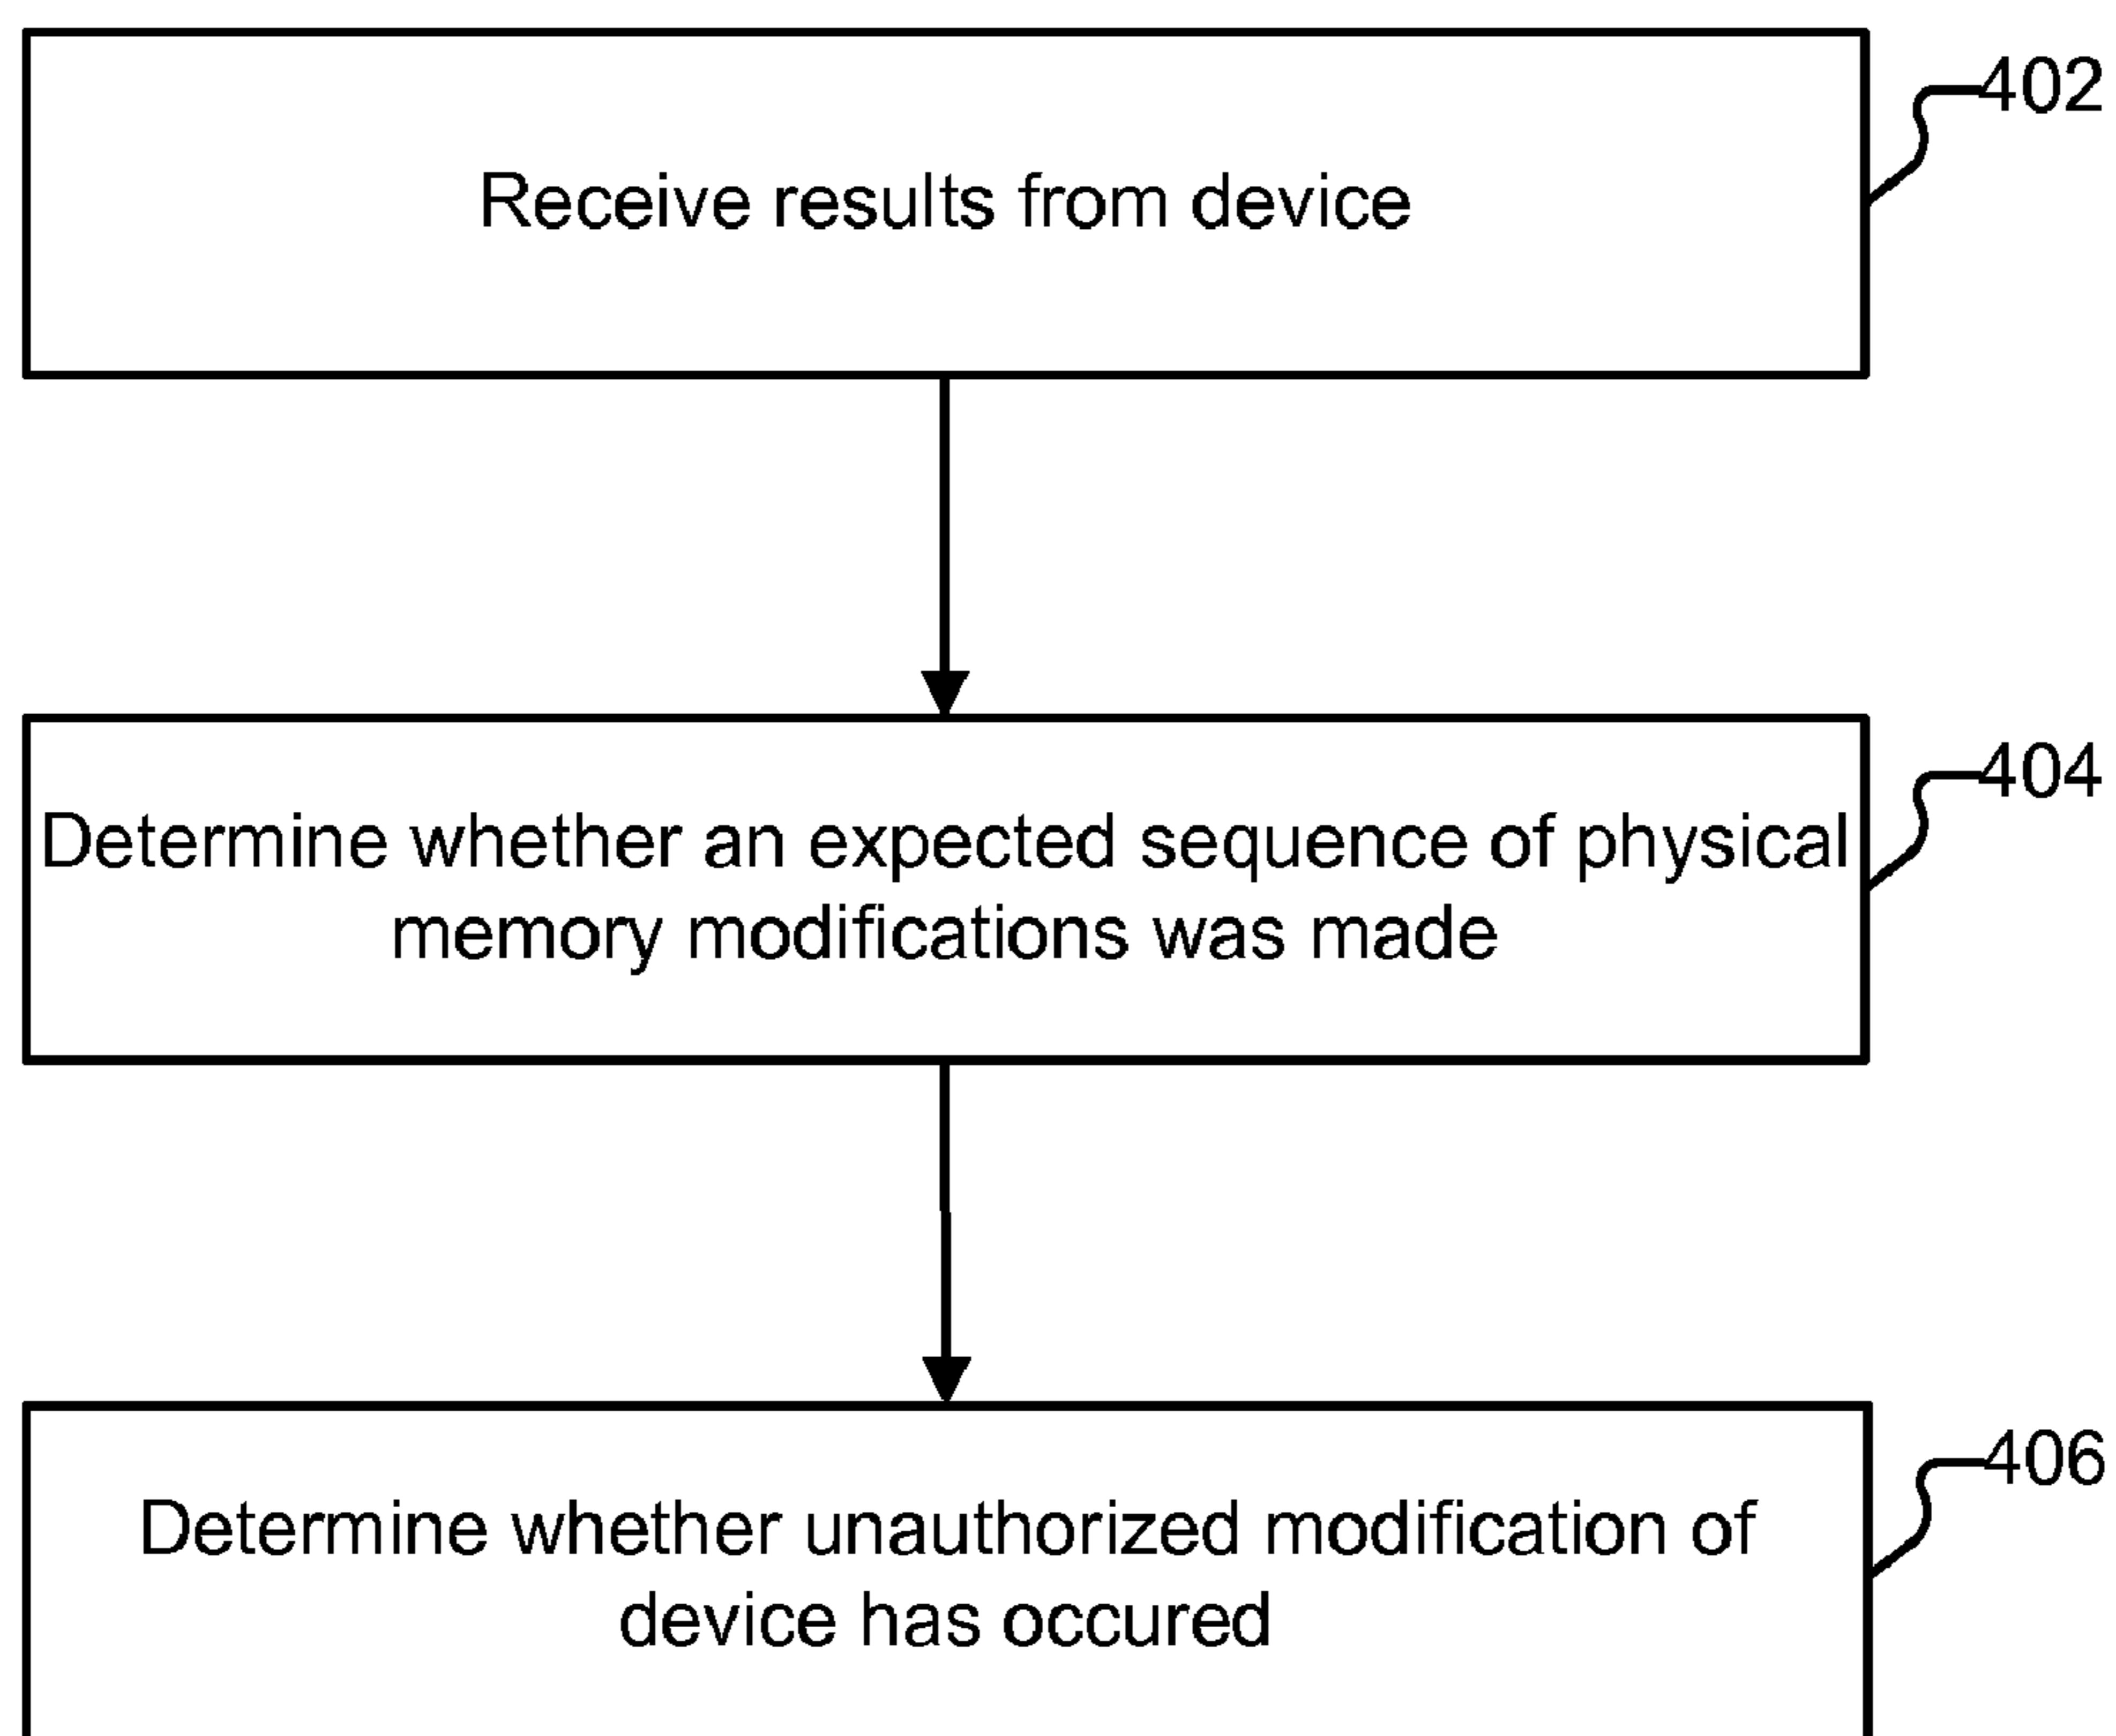 402
Receive results from device
404
Determine whether an expected sequence of physical
memory modifications was made
406
Determine whether unauthorized modification of
device has occured